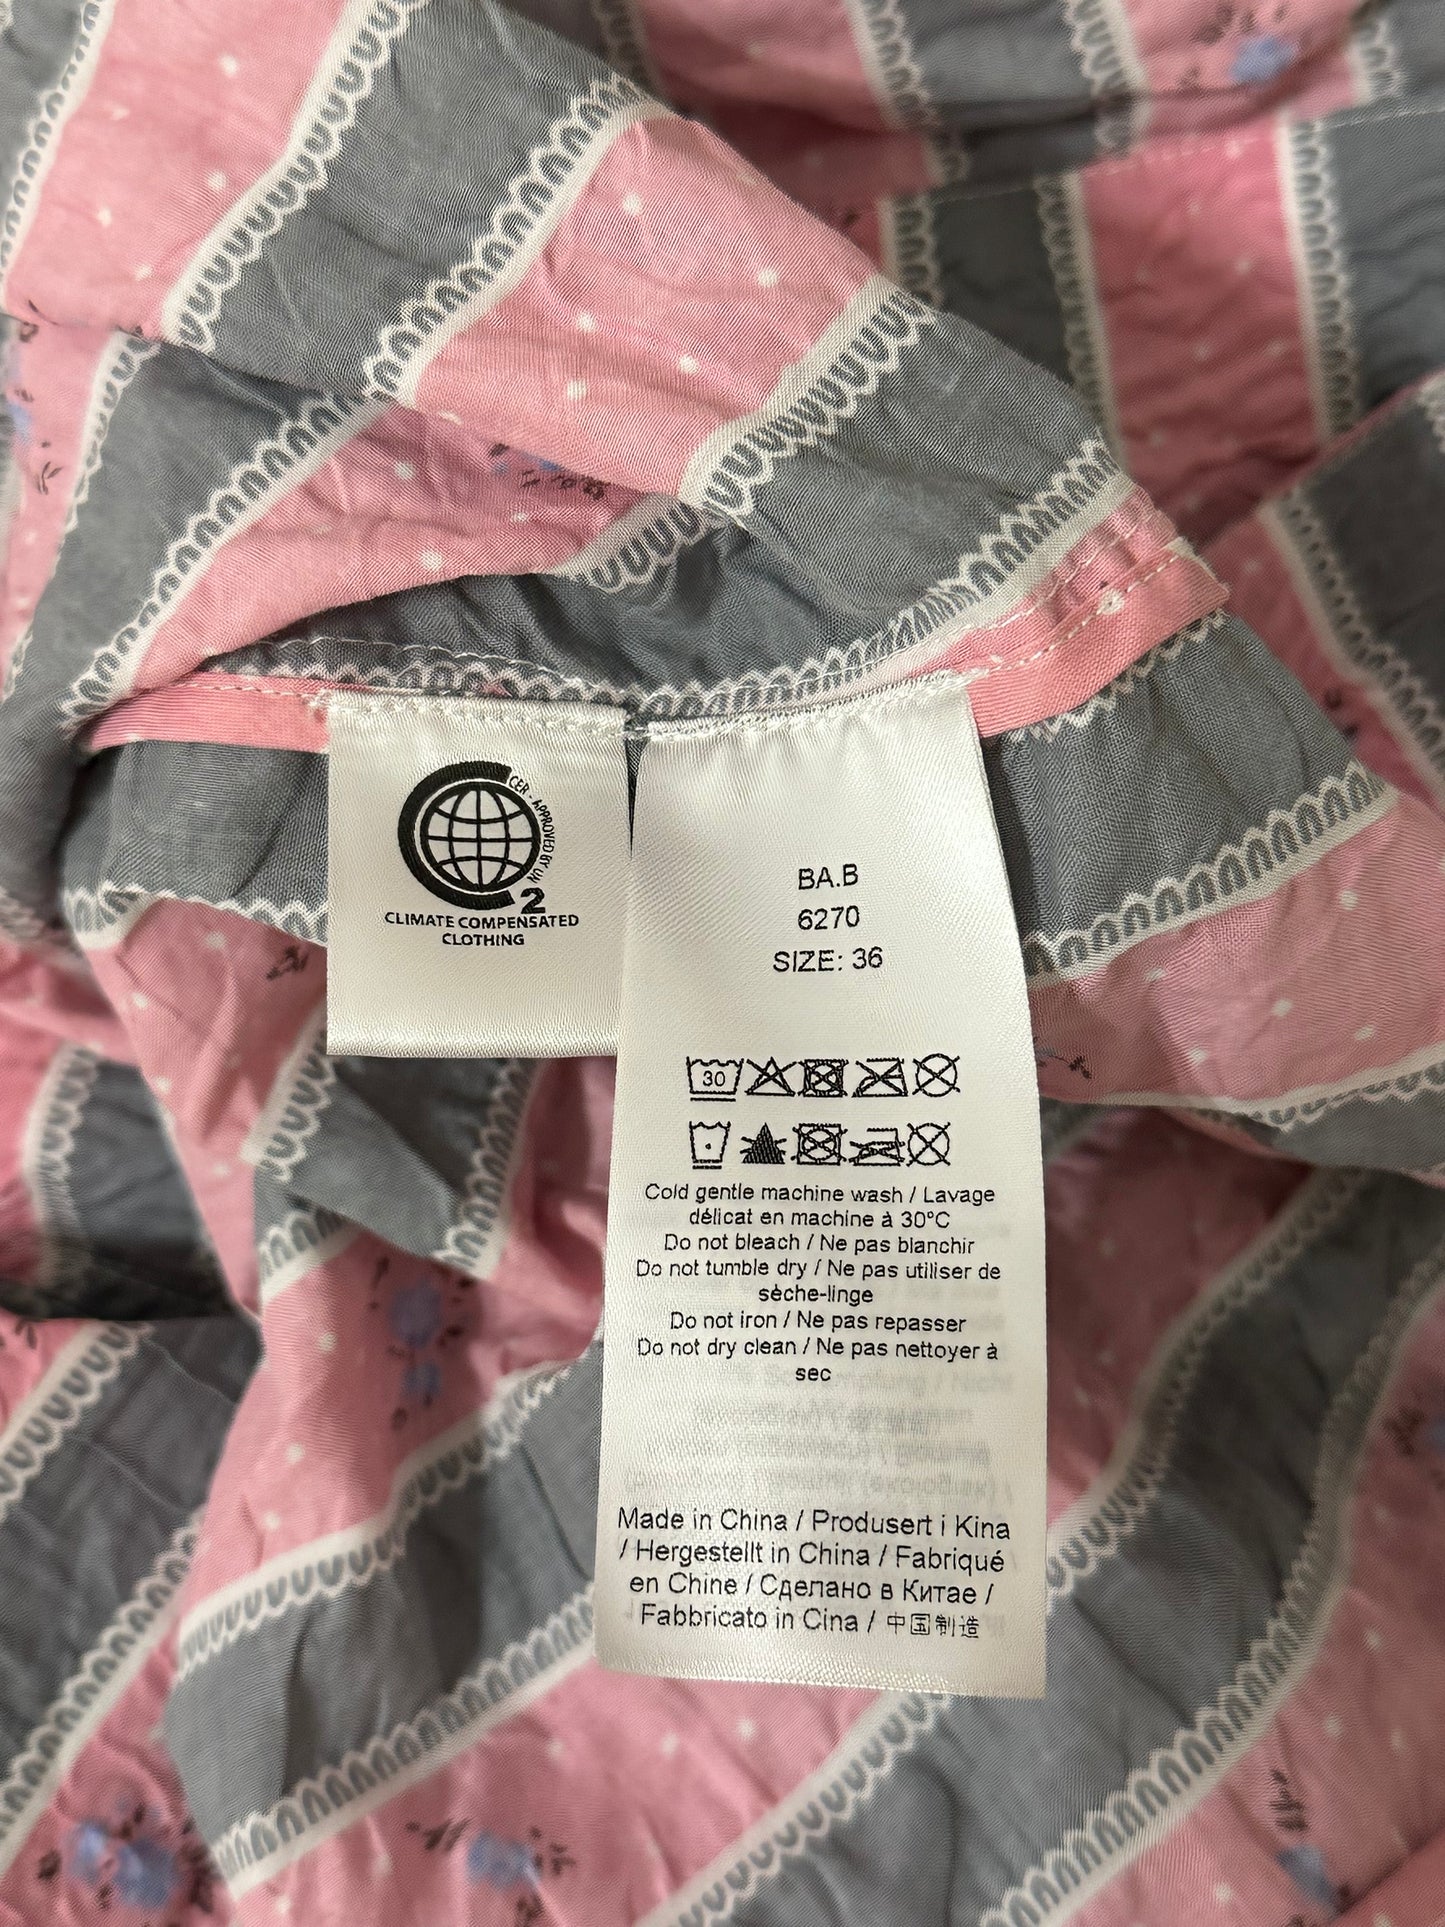 CER - APPROVED BY UN
2
CLIMATE COMPENSATED
CLOTHING
BA.B
6270
SIZE: 36
30
Cold gentle machine wash / Lavage
délicat en machine à 30°C
Do not bleach / Ne pas blanchir
Do not tumble dry / Ne pas utiliser de
sèche-linge
Do not iron / Ne pas repasser
Do not dry clean / Ne pas nettoyer à
sec
Made in China / Produsert i Kina
/ Hergestellt in China / Fabriqué
en Chine / Сделано в Китае /
Fabbricato in Cina / 中国制造